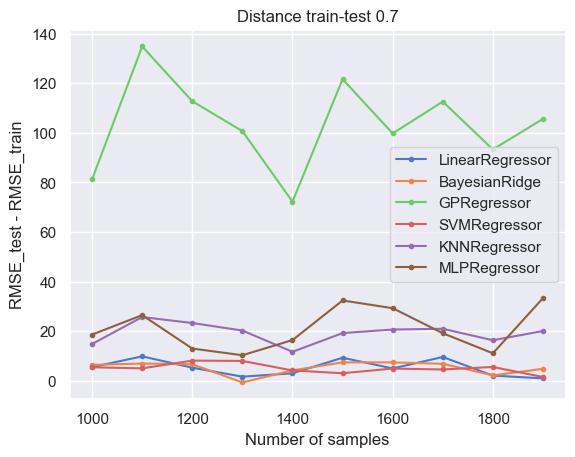 Distance train-test 0.7
140
120
100
80
60
40
20
0
RMSE_test - RMSE_train
LinearRegressor
BayesianRidge
GPRegressor
SVMRegressor
KNNRegressor
MLPRegressor
1000
1200
1400
1600
1800
Number of samples